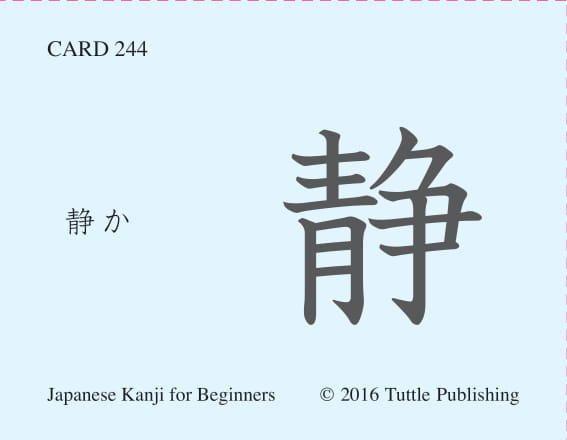 CARD 244
静
静か
Japanese Kanji for Beginners © 2016 Tuttle Publishing